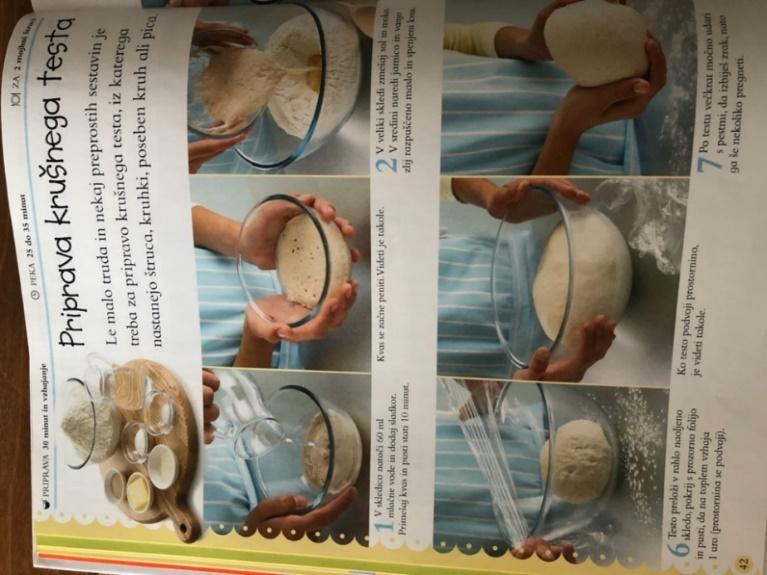 PRIPRAVA 30 minut in vzhajanje
PEKA 25 do 35 minut
ZA 2 majhni štruci
Priprava krušnega testa
Le malo truda in nekaj preprostih sestavin je
treba za pripravo krušnega testa, iz katerega
nastanejo štruca, kruhki, poseben kruh ali pica.
1 V skledico natoči 60 ml
mlačne vode in dodaj sladkor.
Primešaj kvas in pusti stati 10 minut.
Kvas se začne peniti. Videti je takole.
2 V veliki skledi zmešaj sol in moko.
V sredini naredi jamico in vanjo
zlij razpuščeno maslo in spenjeni kvas.
6 Testo preloži v rahlo naoljeno
skledo, pokrij s prozorno folijo
in pusti, da na toplem vzhaja
1 uro (prostornina se podvoji).
Ko testo podvoji prostornino,
je videti takole.
7 Po testu večkrat močno udari
s pestmi, da izbiješ zrak, nato
ga še nekoliko pregneti.
42